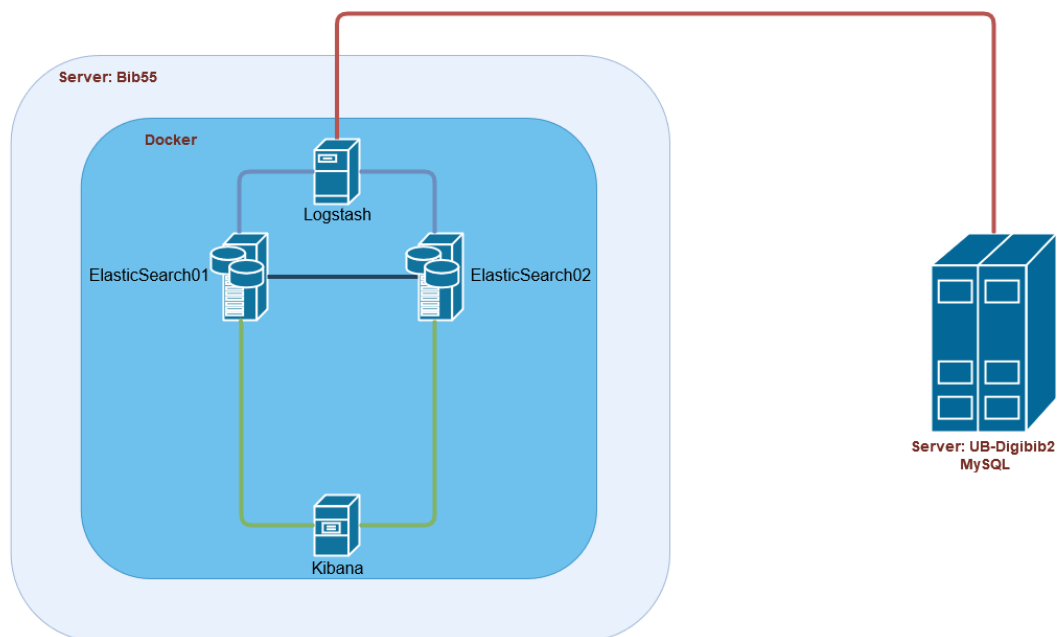 Server: Bib55
Docker
Logstash
ElasticSearch01
ElasticSearch02
Server: UB-Digibib2
MySQL
Kibana